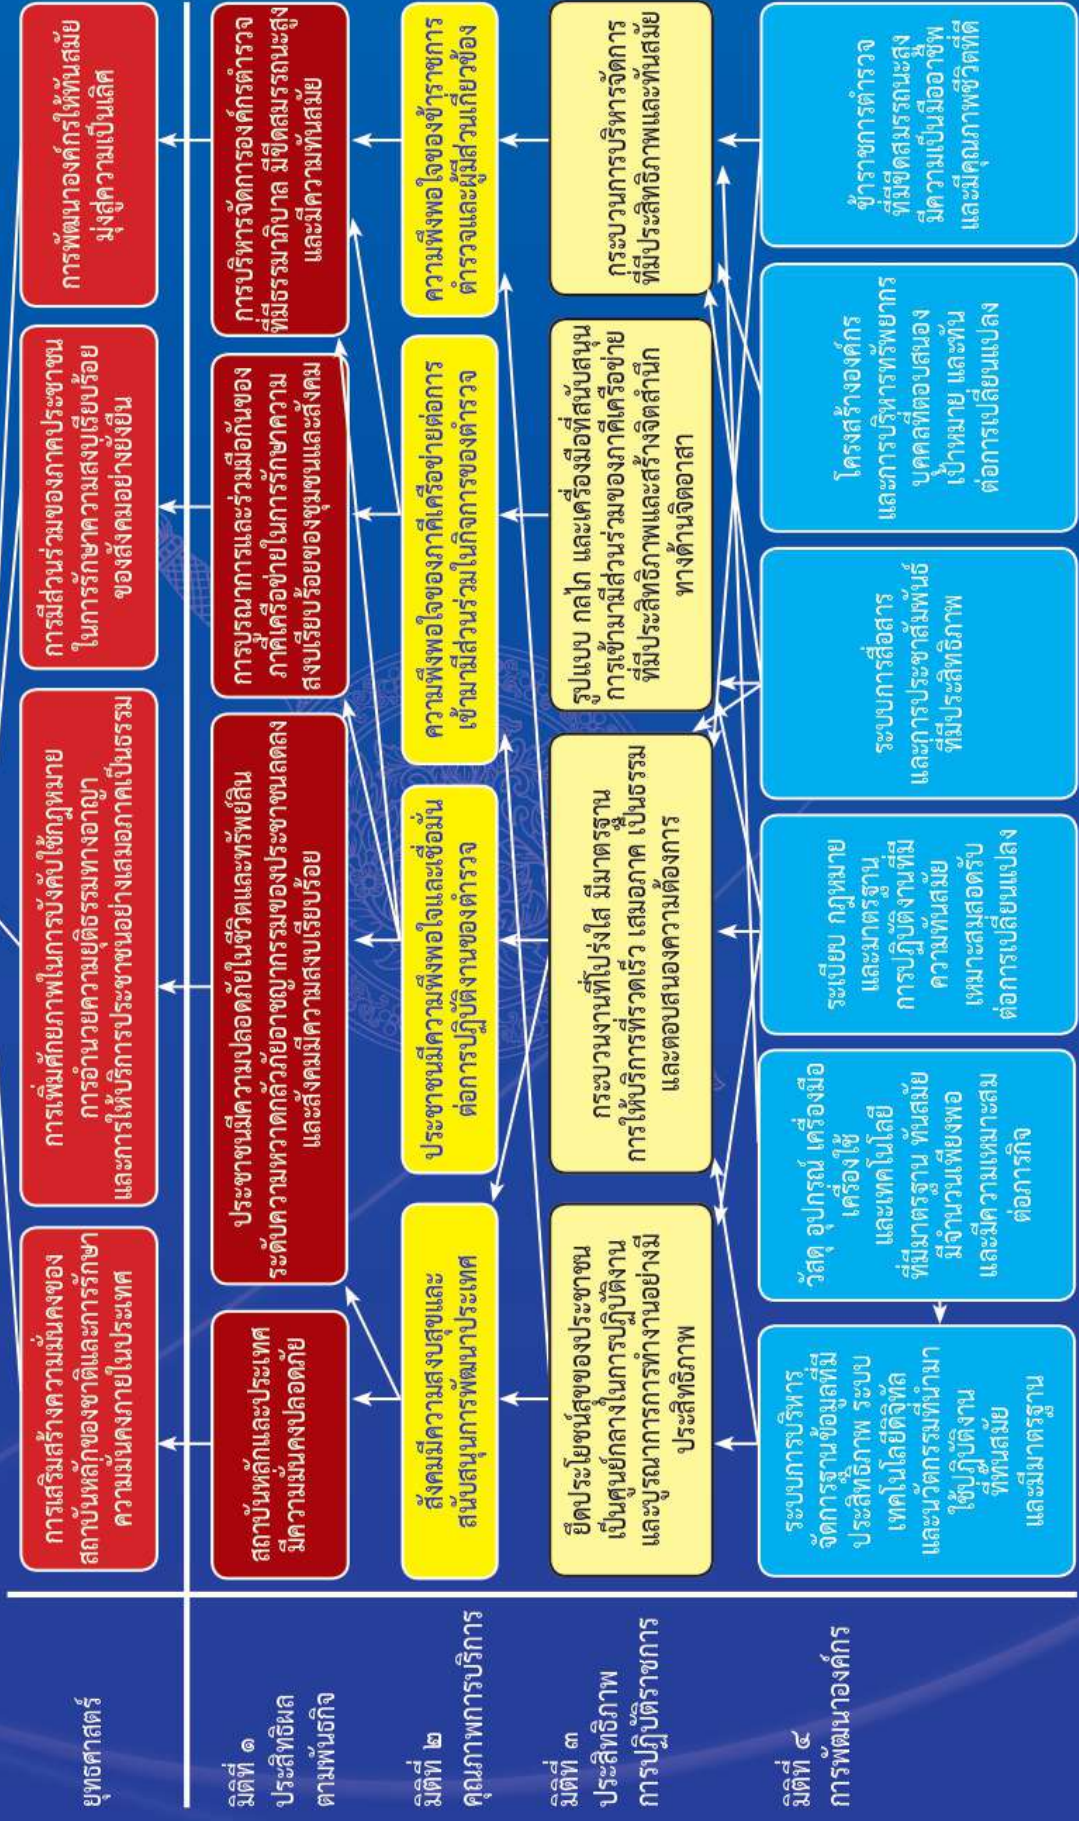 ยุทธศาสตร์
การเสริมสร้างความมั่นคงของ
สถาบันหลักของชาติและการรักษา
ความมั่นคงภายในประเทศ
การเพิ่มศักยภาพในการบังคับใช้กฎหมาย
การอำนวยความยุติธรรมทางอาญา
และการให้บริการประชาชนอย่างเสมอภาคเป็นธรรม
การมีส่วนร่วมของภาคประชาชน
ในการรักษาความสงบเรียบร้อย
ของสังคมอย่างยั่งยืน
การพัฒนาองค์กรให้ทันสมัย
มุ่งสู่ความเป็นเลิศ
มิติที่ ๑
ประสิทธิผล
ตามพันธกิจ
สถาบันหลักและประเทศ
มีความมั่นคงปลอดภัย
ประชาชนมีความปลอดภัยในชีวิตและทรัพย์สิน
ระดับความหวาดกลัวภัยอาชญากรรมของประชาชนลดลง
และสังคมมีความสงบเรียบร้อย
การบูรณาการและร่วมมือกันของ
ภาคีเครือข่ายในการรักษาความ
สงบเรียบร้อยของชุมชนและสังคม
การบริหารจัดการองค์กรตำรวจ
ที่มีธรรมาภิบาล มีขีดสมรรถนะสูง
และมีความทันสมัย
มิติที่ ๒
คุณภาพการบริการ
สังคมมีความสงบสุขและ
สนับสนุนการพัฒนาประเทศ
ประชาชนมีความพึงพอใจและเชื่อมั่น
ต่อการปฏิบัติงานของตำรวจ
ความพึงพอใจของภาคีเครือข่ายต่อการ
เข้ามามีส่วนร่วมในกิจการของตำรวจ
ความพึงพอใจของข้าราชการ
ตำรวจและผู้มีส่วนเกี่ยวข้อง
มิติที่ ๓
ประสิทธิภาพ
การปฏิบัติราชการ
ยึดประโยชน์สุขของประชาชน
เป็นศูนย์กลางในการปฏิบัติงาน
และบูรณาการการทำงานอย่างมี
ประสิทธิภาพ
กระบวนงานที่โปร่งใส มีมาตรฐาน
การให้บริการที่รวดเร็ว เสมอภาค เป็นธรรม
และตอบสนองความต้องการ
รูปแบบ กลไก และเครื่องมือที่สนับสนุน
การเข้ามามีส่วนร่วมของภาคีเครือข่าย
ที่มีประสิทธิภาพและสร้างจิตสำนึก
ทางด้านจิตอาสา
กระบวนการบริหารจัดการ
ที่มีประสิทธิภาพและทันสมัย
มิติที่ ๔
การพัฒนาองค์กร
ระบบการบริหาร
จัดการฐานข้อมูลที่มี
ประสิทธิภาพ ระบบ
เทคโนโลยีดิจิทัล
และนวัตกรรมที่นำมา
ใช้ปฏิบัติงาน
ที่ทันสมัย
และมีมาตรฐาน
วัสดุ อุปกรณ์ เครื่องมือ
เครื่องใช้
และเทคโนโลยี
ที่มีมาตรฐาน ทันสมัย
มีจำนวนเพียงพอ
และมีความเหมาะสม
ต่อภารกิจ
ระเบียบ กฎหมาย
และมาตรฐาน
การปฏิบัติงานที่มี
ความทันสมัย
เหมาะสมสอดรับ
ต่อการเปลี่ยนแปลง
ระบบการสื่อสาร
และการประชาสัมพันธ์
ที่มีประสิทธิภาพ
โครงสร้างองค์กร
และการบริหารทรัพยากร
บุคคลที่ตอบสนอง
เป้าหมาย และทัน
ต่อการเปลี่ยนแปลง
ข้าราชการตำรวจ
ที่มีขีดสมรรถนะสูง
มีความเป็นมืออาชีพ
และมีคุณภาพชีวิตที่ดี